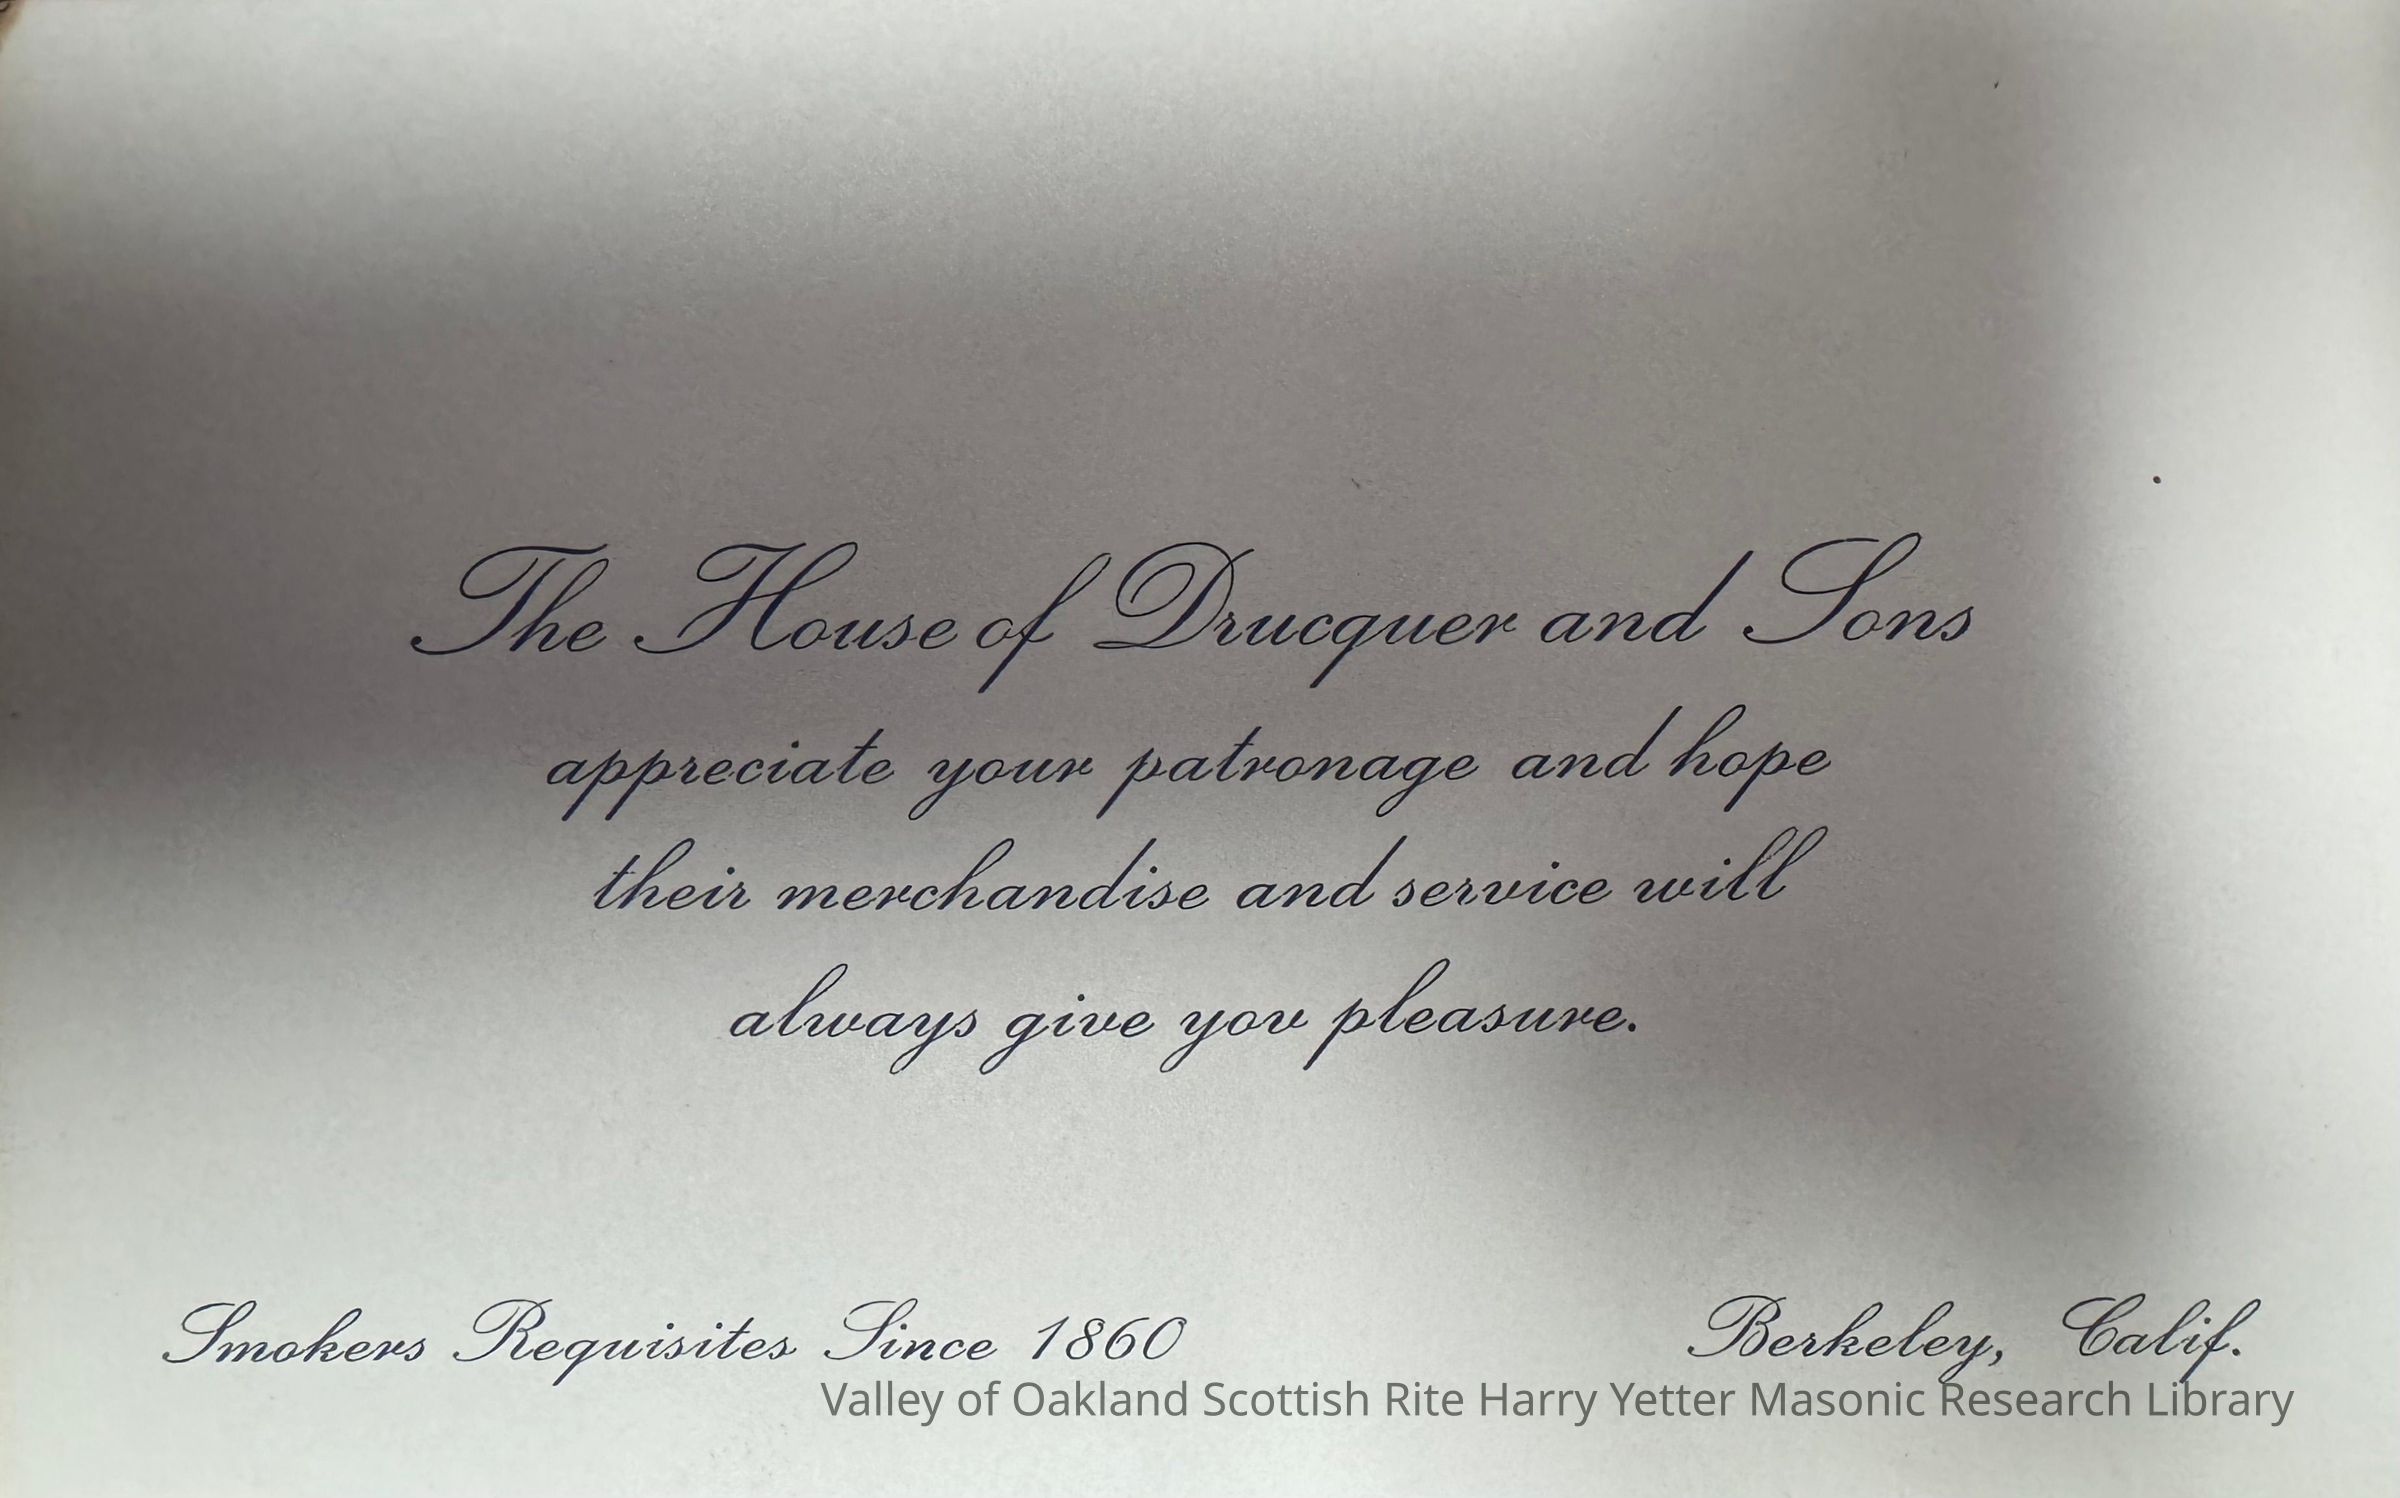 The House of Drucquer and Sons
appreciate your patronage and hope
their merchandise and service will
always give you pleasure.
Smokers Requisites Since 1860
Berkeley, Calif.
Valley of Oakland Scottish Rite Harry Yetter Masonic Research Library